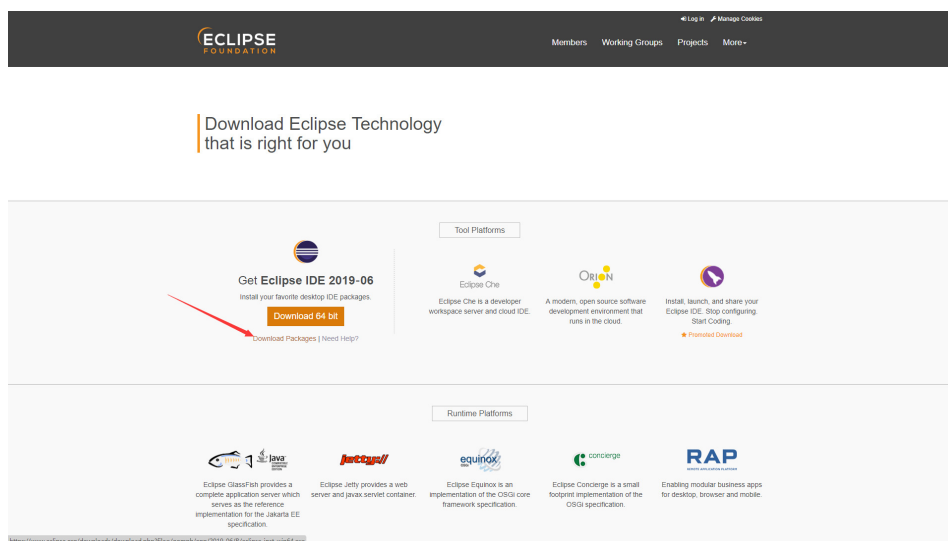 Log in Manage Cookies
ECLIPSE
FOUNDATION
Members Working Groups Projects More
Download Eclipse Technology
that is right for you
Tool Platforms
Get Eclipse IDE 2019-06
Install your favorite desktop IDE packages.
Download 64 bit
Download Packages | Need Help?
Eclipse Che
Eclipse Che is a developer
workspace server and cloud IDE.
ORION
A modern, open source software
development environment that
runs in the cloud.
Install, launch, and share your
Eclipse IDE. Stop configuring.
Start Coding.
Promoted Download
Runtime Platforms
Java
Eclipse GlassFish provides a
complete application server which
serves as the reference
implementation for the Jakarta EE
specification.
jetty://
Eclipse Jetty provides a web
server and javax.servlet container.
equinox
OSGi
Eclipse Equinox is an
implementation of the OSGi core
framework specification.
concierge
Eclipse Concierge is a small
footprint implementation of the
OSGi specification.
RAP
REMOTE APPLICATION PLATFORM
Enabling modular business apps
for desktop, browser and mobile.